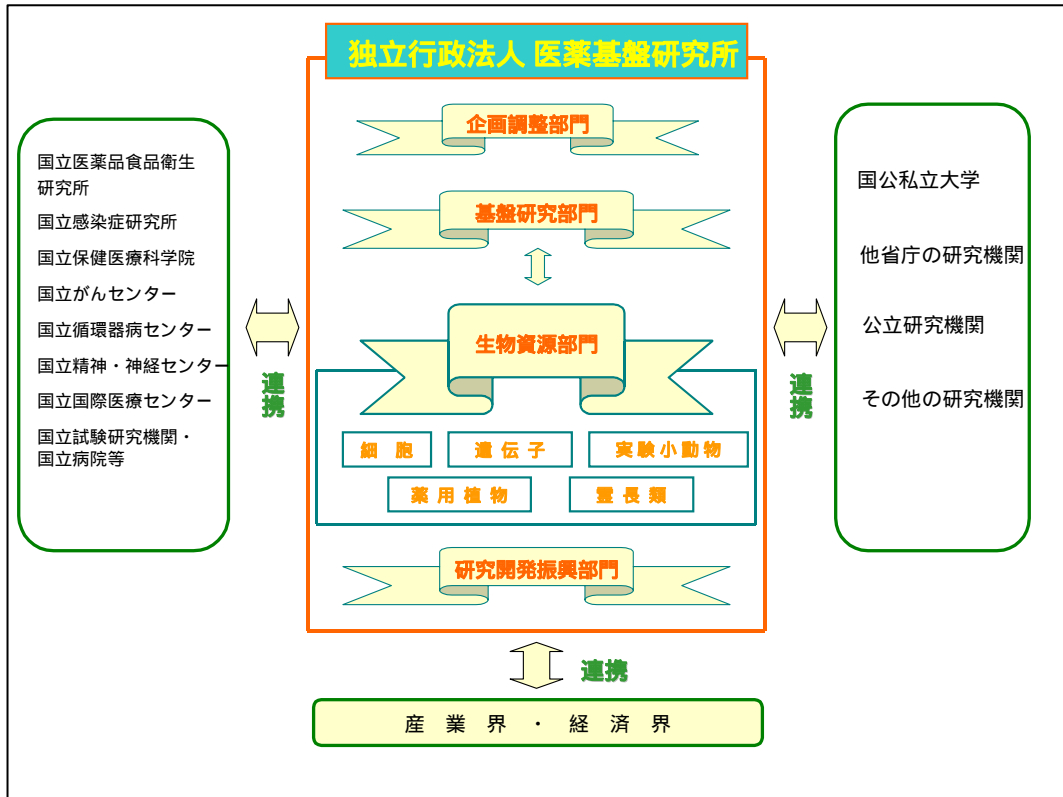 独立行政法人 医薬基盤研究所
企画調整部門
基盤研究部門
生物資源部門
細 胞
遺 伝 子
実 験 小 動 物
薬 用 植 物
霊 長 類
研究開発振興部門
国立医薬品食品衛生
研究所
国立感染症研究所
国立保健医療科学院
国立がんセンター
国立循環器病センター
国立精神・神経センター
国立国際医療センター
国立試験研究機関・
国立病院等
連携
国公私立大学
他省庁の研究機関
公立研究機関
その他の研究機関
連携
連携
産 業 界 ・ 経 済 界